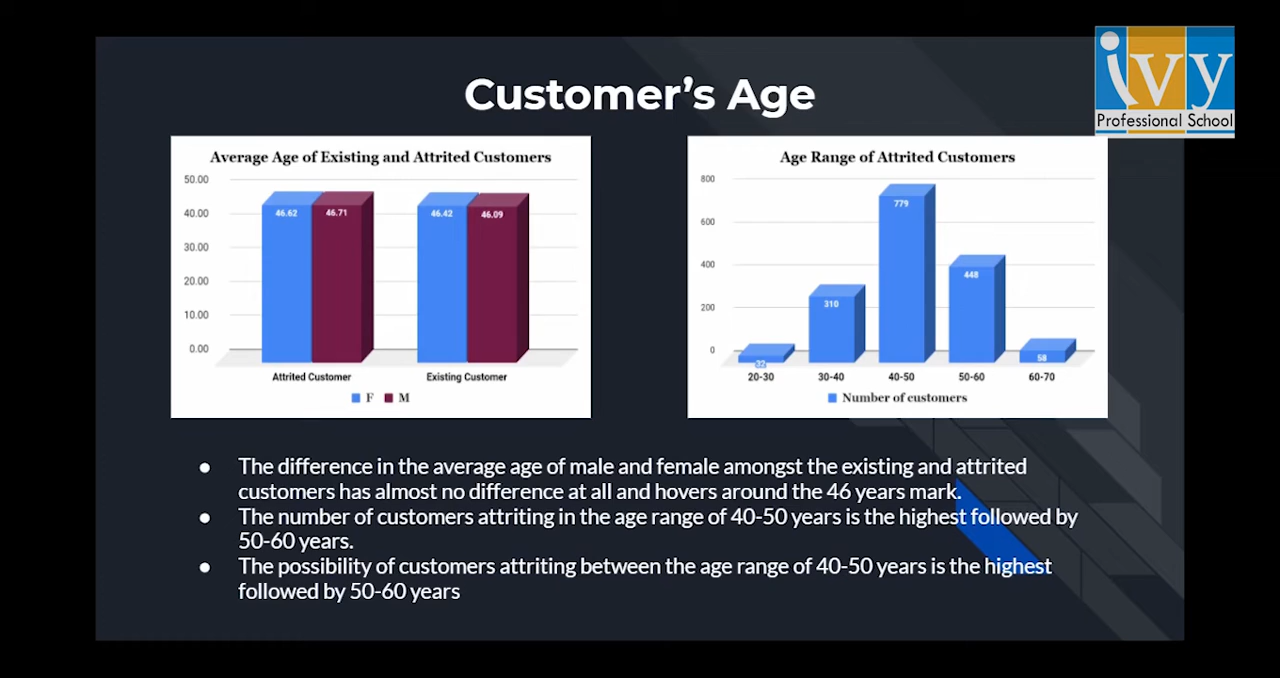 ivy
Professional School
Customer's Age
Average Age of Existing and Attrited Customers
50.00
40.00
30.00
20.00
10.00
0.00
46.62
46.71
46.42
46.09
Attrited Customer
Existing Customer
F
M
Age Range of Attrited Customers
800
600
400
200
0
22
310
779
448
58
20-30
30-40
40-50
50-60
60-70
Number of customers
● The difference in the average age of male and female amongst the existing and attrited
customers has almost no difference at all and hovers around the 46 years mark.
● The number of customers attriting in the age range of 40-50 years is the highest followed by
50-60 years.
● The possibility of customers attriting between the age range of 40-50 years is the highest
followed by 50-60 years